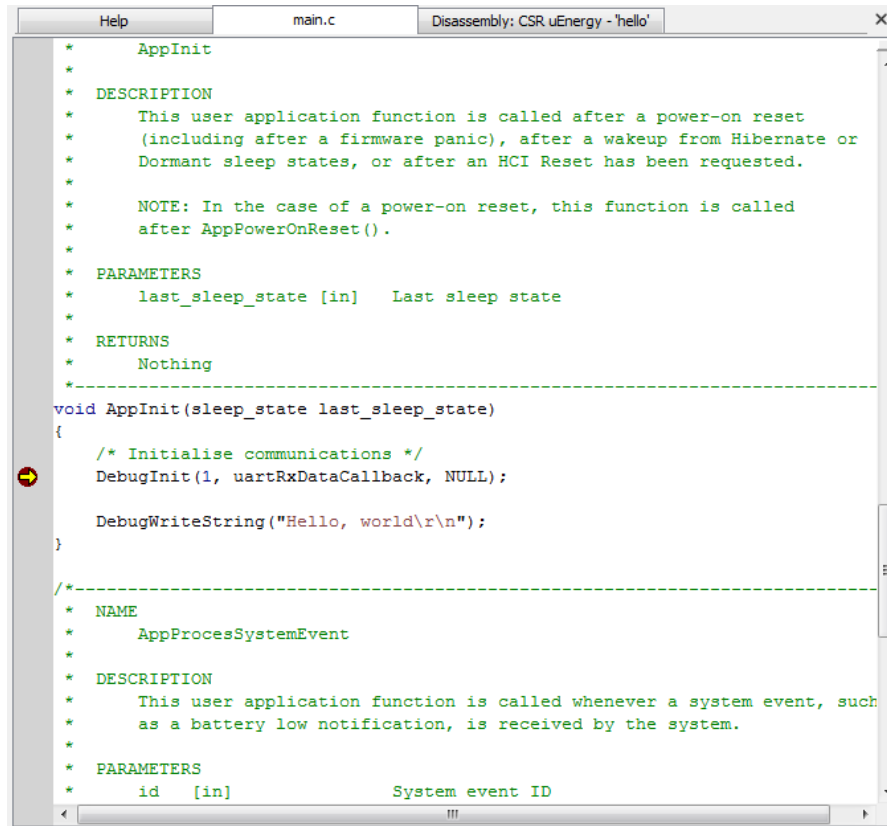 Help main.c Disassembly: CSR uEnergy - 'hello'
*      AppInit
*
*  DESCRIPTION
*      This user application function is called after a power-on reset
*      (including after a firmware panic), after a wakeup from Hibernate or
*      Dormant sleep states, or after an HCI Reset has been requested.
*
*      NOTE: In the case of a power-on reset, this function is called
*      after AppPowerOnReset().
*
*  PARAMETERS
*      last_sleep_state [in]   Last sleep state
*
*  RETURNS
*      Nothing
*----------------------------------------------------------------------------
void AppInit(sleep_state last_sleep_state)
{
    /* Initialise communications */
    DebugInit(1, uartRxDataCallback, NULL);

    DebugWriteString("Hello, world\r\n");
}

/*----------------------------------------------------------------------------
*  NAME
*      AppProcesSystemEvent
*
*  DESCRIPTION
*      This user application function is called whenever a system event, such
*      as a battery low notification, is received by the system.
*
*  PARAMETERS
*      id   [in]               System event ID